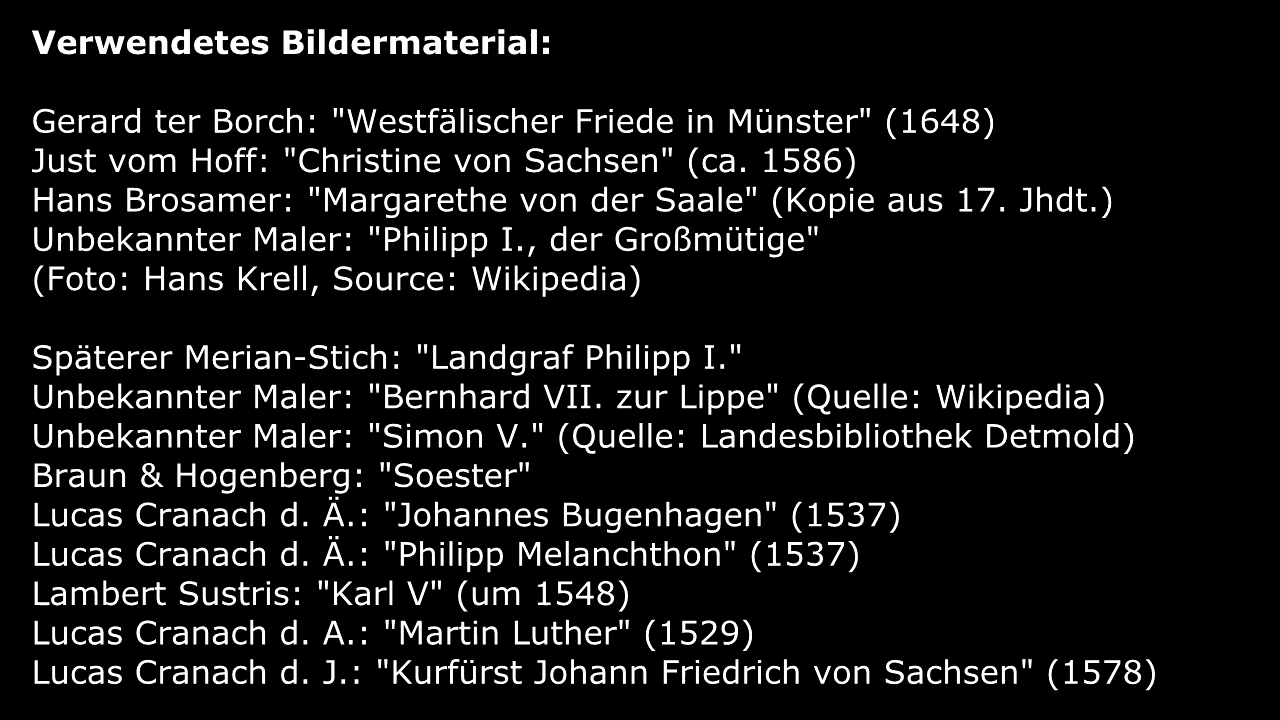 Verwendetes Bildermaterial:
Gerard ter Borch: "Westfälischer Friede in Münster" (1648)
Just vom Hoff: "Christine von Sachsen" (ca. 1586)
Hans Brosamer: "Margarethe von der Saale" (Kopie aus 17. Jhdt.)
Unbekannter Maler: "Philipp I., der Großmütige"
(Foto: Hans Krell, Source: Wikipedia)
Späterer Merian-Stich: "Landgraf Philipp I."
Unbekannter Maler: "Bernhard VII. zur Lippe" (Quelle: Wikipedia)
Unbekannter Maler: "Simon V." (Quelle: Landesbibliothek Detmold)
Braun & Hogenberg: "Soester"
Lucas Cranach d. Ä.: "Johannes Bugenhagen" (1537)
Lucas Cranach d. Ä.: "Philipp Melanchthon" (1537)
Lambert Sustris: "Karl V" (um 1548)
Lucas Cranach d. A.: "Martin Luther" (1529)
Lucas Cranach d. J.: "Kurfürst Johann Friedrich von Sachsen" (1578)